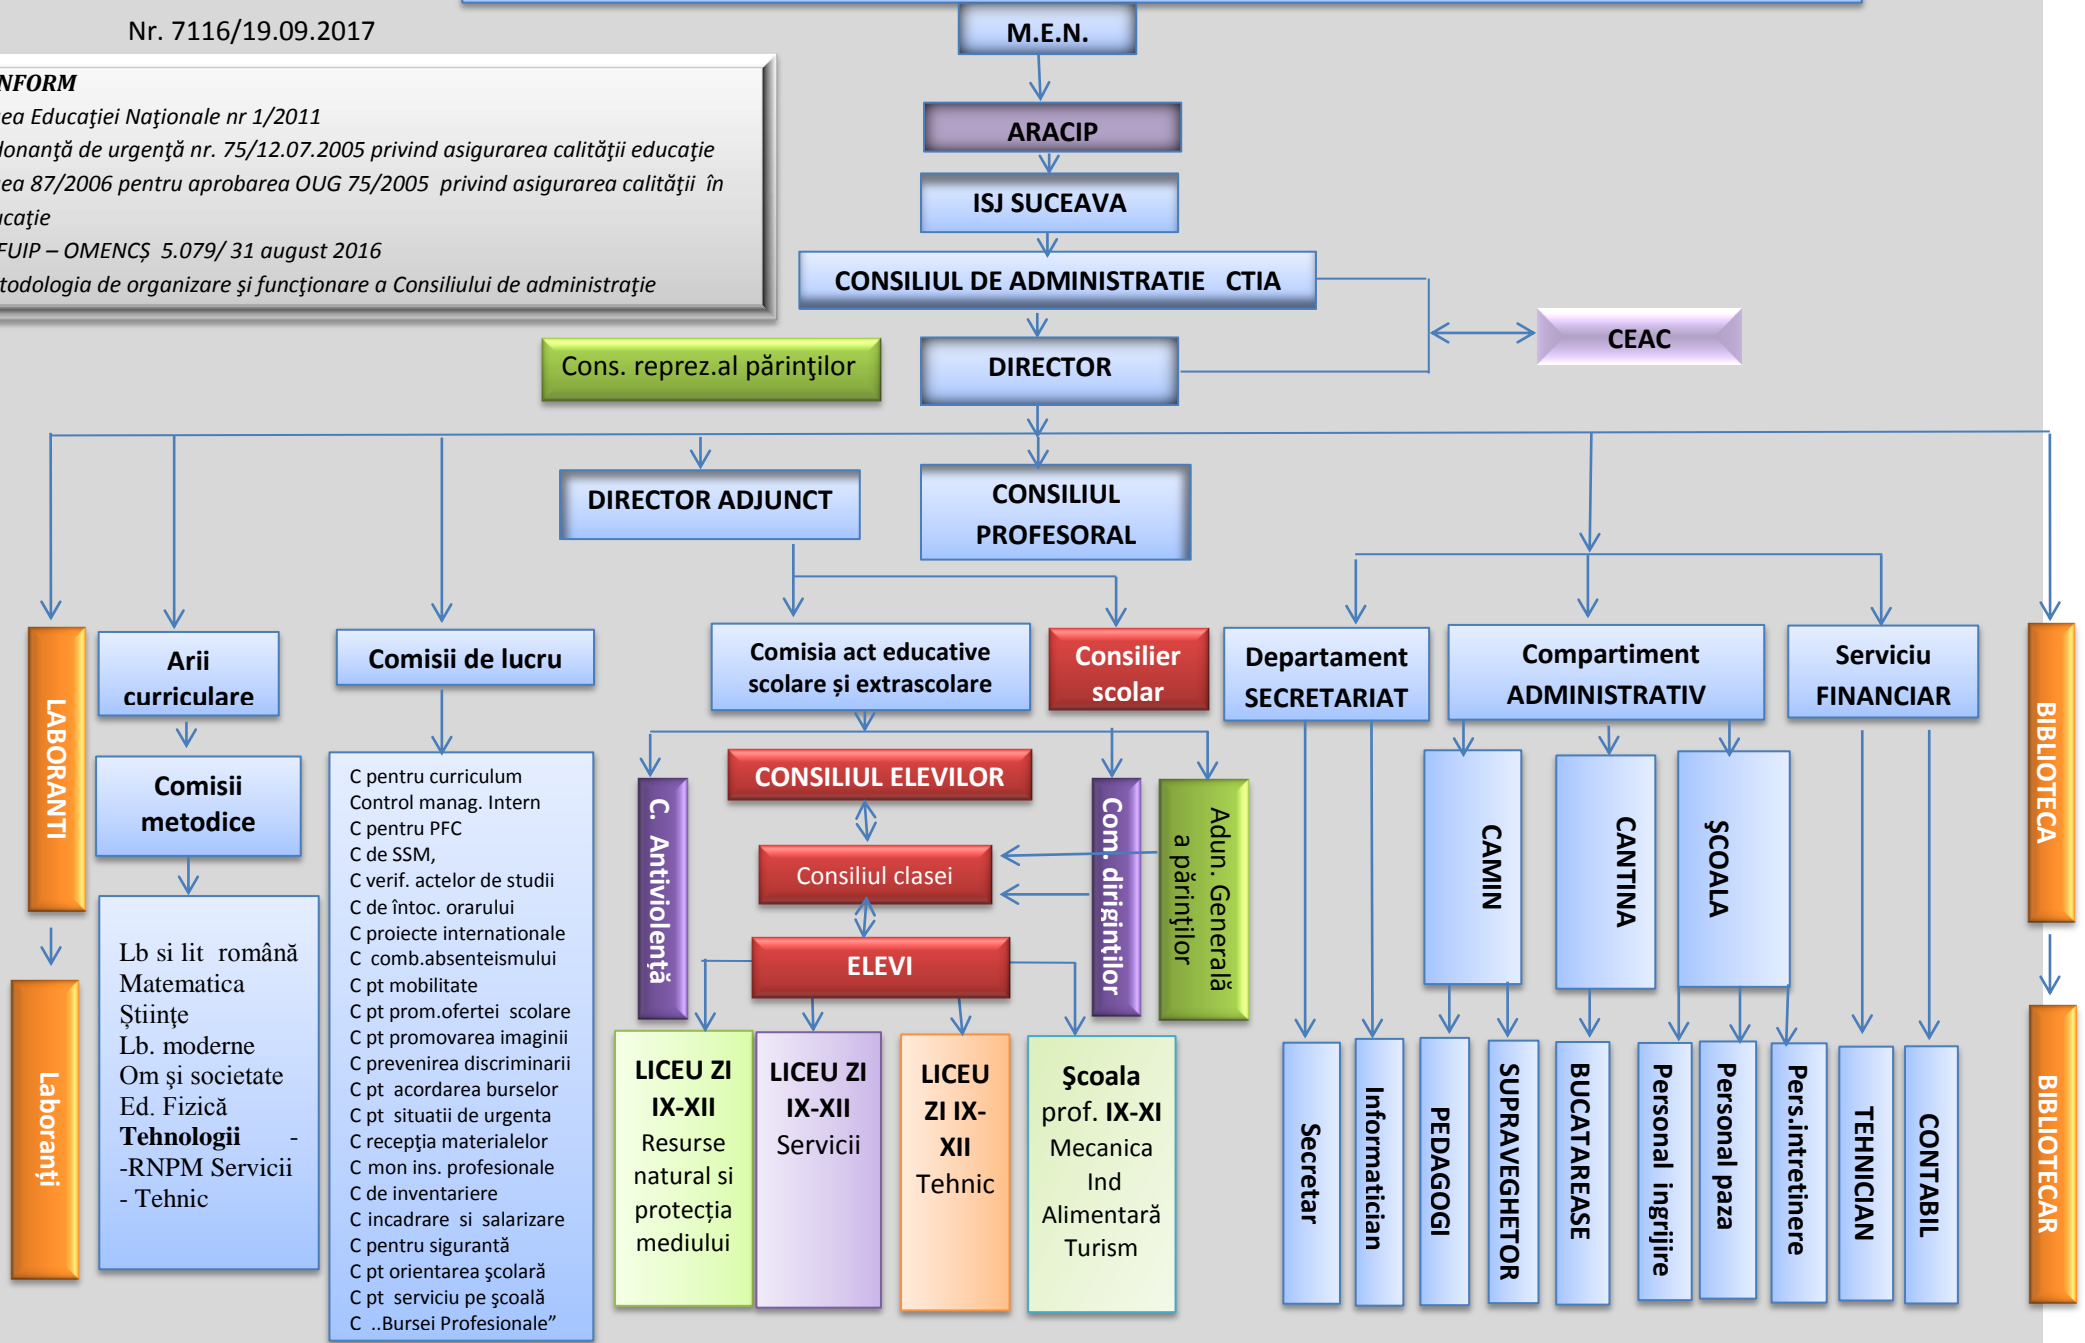 Nr. 7116/19.09.2017
M.E.N.
NFORM
ea Educaţiei Naţionale nr 1/2011
donanţă de urgenţă nr. 75/12.07.2005 privind asigurarea calităţii educaţie
ea 87/2006 pentru aprobarea OUG 75/2005 privind asigurarea calităţii în
ucaţie
FUIP – OMENCȘ 5.079/ 31 august 2016
todologia de organizare şi funcţionare a Consiliului de administraţie
ARACIP
ISJ SUCEAVA
CONSILIUL DE ADMINISTRATIE CTIA
CEAC
Cons. reprez.al părinţilor
DIRECTOR
DIRECTOR ADJUNCT
CONSILIUL
PROFESORAL
LABORANTI
Arii
curriculare
Comisii de lucru
Comisia act educative
scolare și extrascolare
Consilier
scolar
Departament
SECRETARIAT
Compartiment
ADMINISTRATIV
Serviciu
FINANCIAR
BIBLIOTECA
Comisii
metodice
C pentru curriculum
Control manag. Intern
C pentru PFC
C de SSM,
C verif. actelor de studii
C de întoc. orarului
C proiecte internationale
C comb.absenteismului
C pt mobilitate
C pt prom.ofertei scolare
C pt promovarea imaginii
C prevenirea discriminarii
C pt acordarea burselor
C pt situatii de urgenta
C recepţia materialelor
C mon ins. profesionale
C de inventariere
C incadrare si salarizare
C pentru sigurantă
C pt orientarea şcolară
C pt serviciu pe şcoală
C ..Bursei Profesionale”
C. Antiviolenţă
CONSILIUL ELEVILOR
Consiliul clasei
ELEVI
Com. diriginţilor
Adun. Generală
a părinţilor
CAMIN
CANTINA
ŞCOALA
Laboranţi
Lb si lit română
Matematica
Științe
Lb. moderne
Om şi societate
Ed. Fizică
Tehnologii -
-RNPM Servicii
- Tehnic
LICEU ZI
IX-XII
Resurse
natural si
protecția
mediului
LICEU ZI
IX-XII
Servicii
LICEU
ZI IX-
XII
Tehnic
Şcoala
prof. IX-XI
Mecanica
Ind
Alimentară
Turism
Secretar
Informatician
PEDAGOGI
SUPRAVEGHETOR
BUCATAREASE
Personal ingrijire
Personal paza
Pers.intretinere
TEHNICIAN
CONTABIL
BIBLIOTECAR